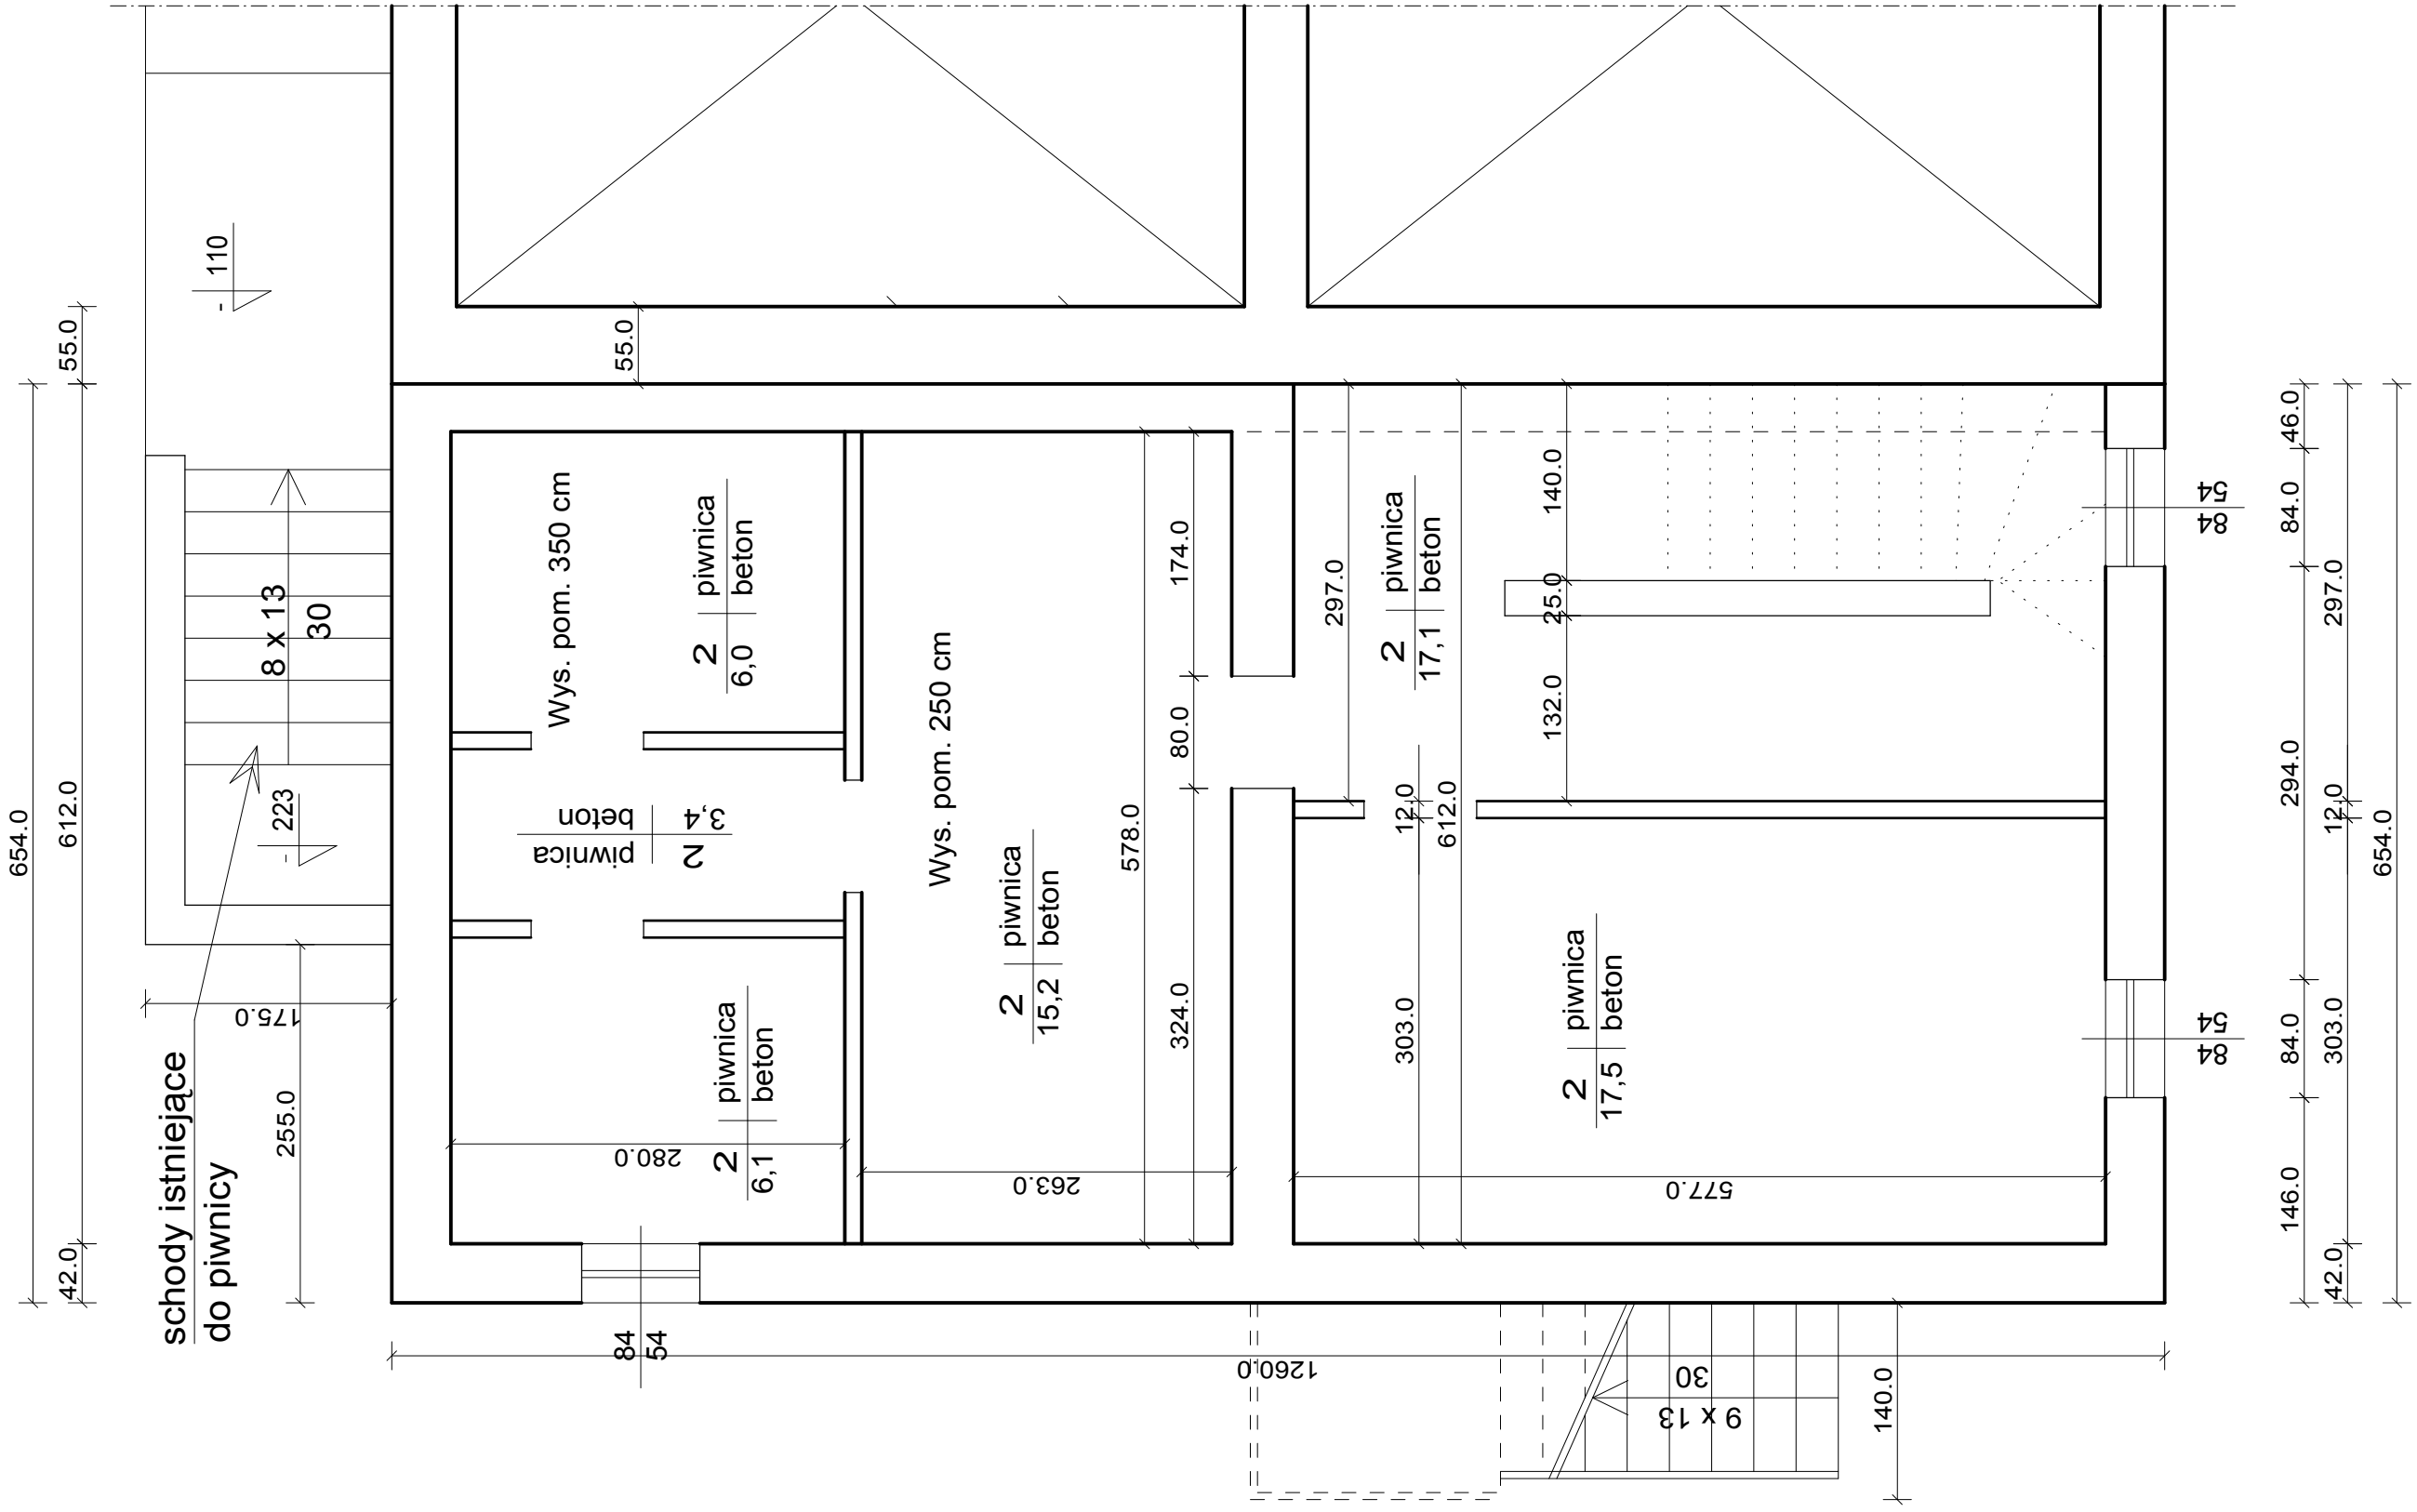 schody istniejące
do piwnicy
654.0
42.0
612.0
55.0
255.0
175.0
- 223
8 x 13
30
- 110
55.0
Wys. pom. 350 cm
2 piwnica
6,0 beton
2 piwnica
3,4 beton
2 piwnica
6,1 beton
280.0
84
54
Wys. pom. 250 cm
2 piwnica
15,2 beton
263.0
578.0
324.0
80.0
174.0
297.0
2 piwnica
17,1 beton
303.0
12.0
612.0
132.0
25.0
140.0
2 piwnica
17,5 beton
577.0
1260.0
9 x 13
30
140.0
84
54
84
54
146.0
84.0
294.0
84.0
46.0
42.0
303.0
12.0
297.0
654.0